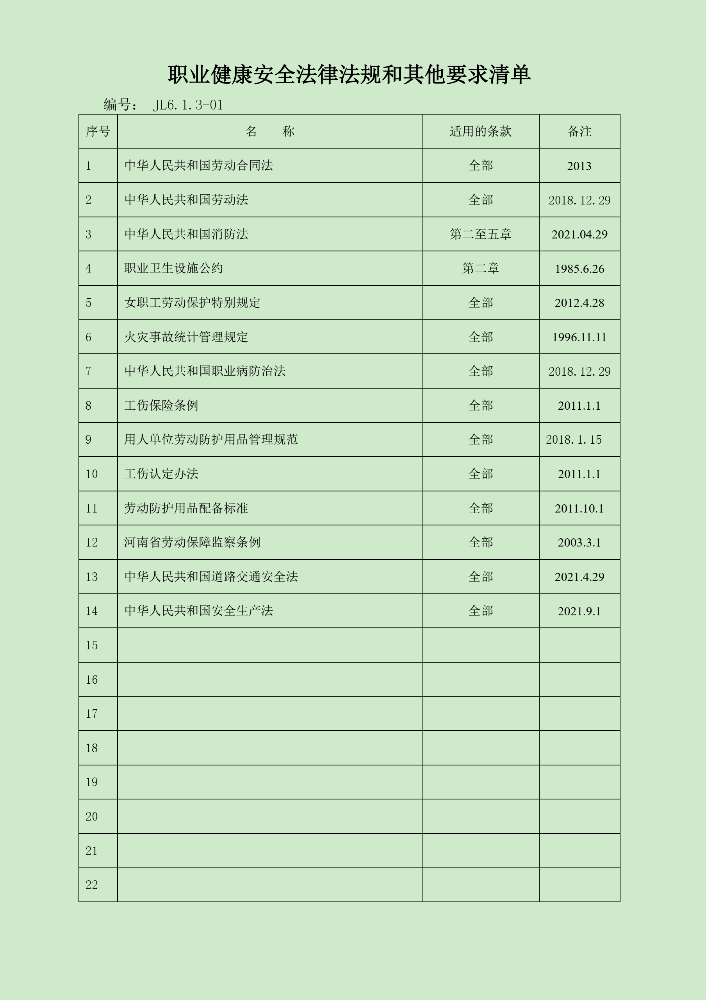 职业健康安全法律法规和其他要求清单
编号： JL6.1.3-01
序号 名 称 适用的条款 备注
1 中华人民共和国劳动合同法 全部 2013
2 中华人民共和国劳动法 全部 2018.12.29
3 中华人民共和国消防法 第二至五章 2021.04.29
4 职业卫生设施公约 第二章 1985.6.26
5 女职工劳动保护特别规定 全部 2012.4.28
6 火灾事故统计管理规定 全部 1996.11.11
7 中华人民共和国职业病防治法 全部 2018.12.29
8 工伤保险条例 全部 2011.1.1
9 用人单位劳动防护用品管理规范 全部 2018.1.15
10 工伤认定办法 全部 2011.1.1
11 劳动防护用品配备标准 全部 2011.10.1
12 河南省劳动保障监察条例 全部 2003.3.1
13 中华人民共和国道路交通安全法 全部 2021.4.29
14 中华人民共和国安全生产法 全部 2021.9.1
15
16
17
18
19
20
21
22